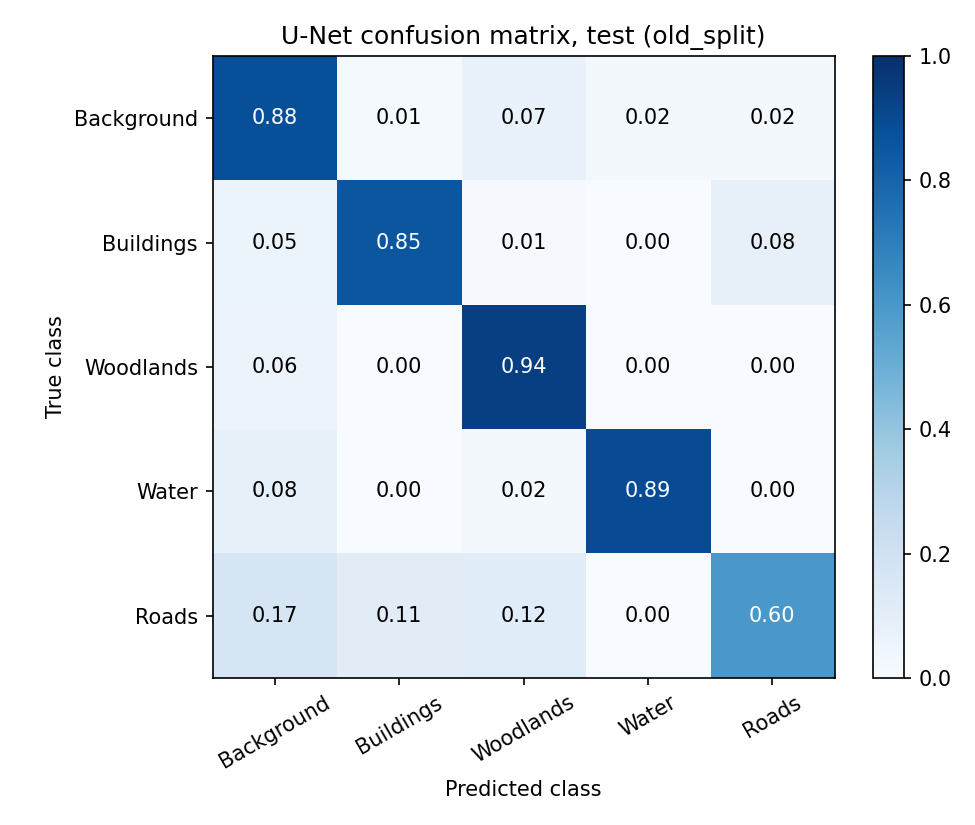 U-Net confusion matrix, test (old_split)
1.0
Background 0.88 0.01 0.07 0.02 0.02
0.8
Buildings 0.05 0.85 0.01 0.00 0.08
0.6
True class
Woodlands 0.06 0.00 0.94 0.00 0.00
0.4
Water 0.08 0.00 0.02 0.89 0.00
0.2
Roads 0.17 0.11 0.12 0.00 0.60
0.0
Background Buildings Woodlands Water Roads
Predicted class